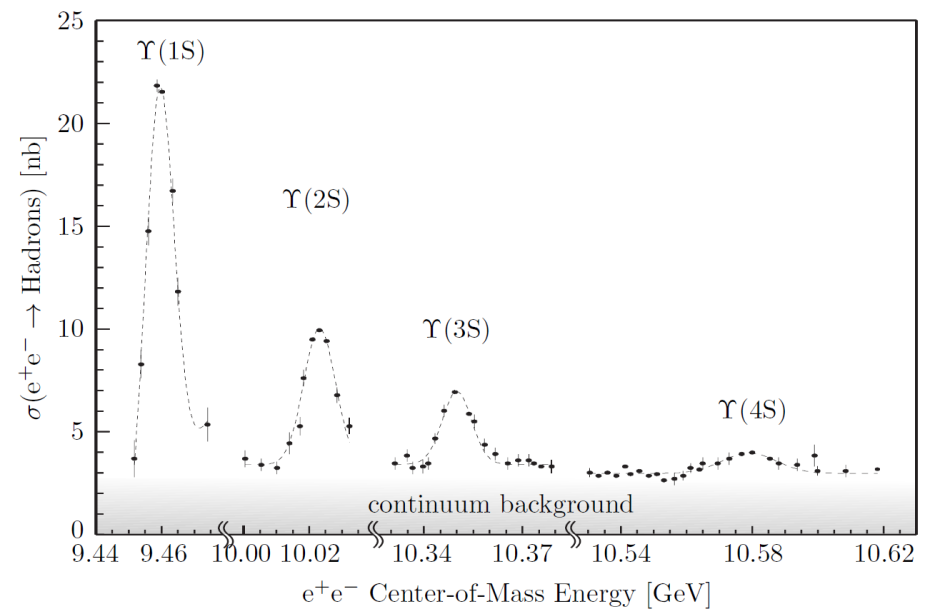 25
20
15
10
5
0
σ(e⁺e⁻ → Hadrons) [nb]
ϒ(1S)
ϒ(2S)
ϒ(3S)
ϒ(4S)
continuum background
9.44 9.46 10.00 10.02 10.34 10.37 10.54 10.58 10.62
e⁺e⁻ Center-of-Mass Energy [GeV]